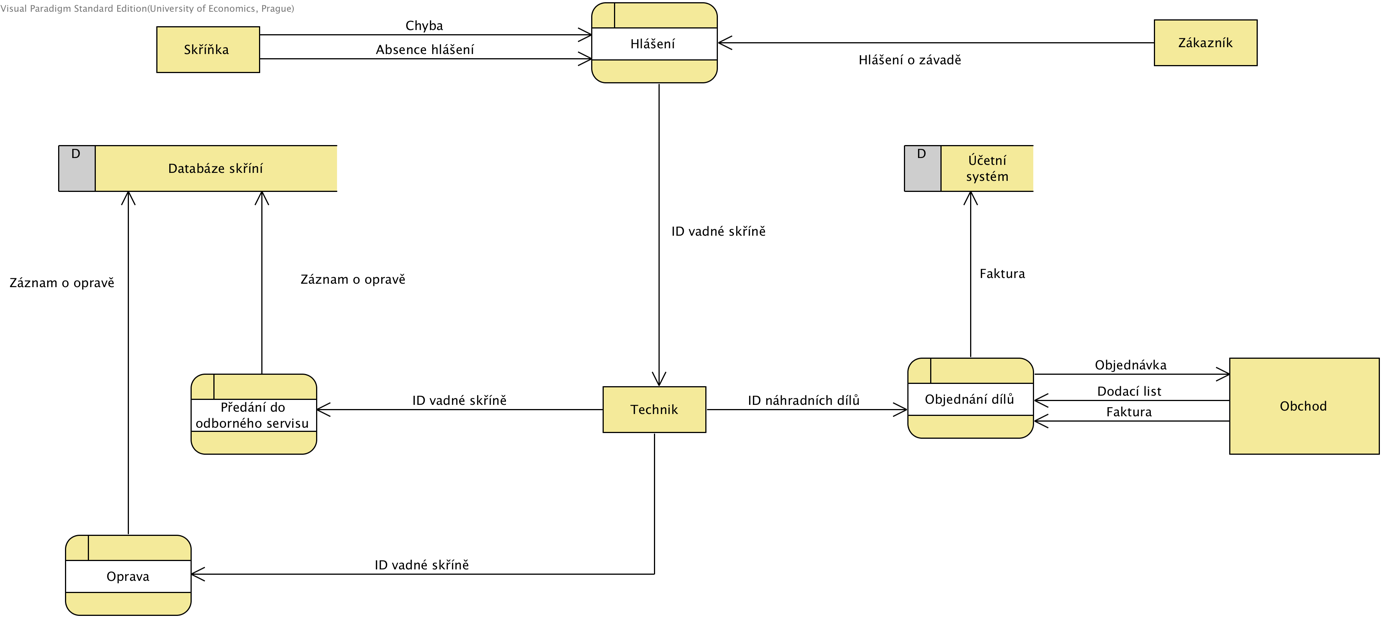 Visual Paradigm Standard Edition(University of Economics, Prague)
Chyba
Skříňka
Absence hlášení
Hlášení
Hlášení o závadě
Zákazník
D
Databáze skříní
D
Účetní
systém
ID vadné skříně
Záznam o opravě
Záznam o opravě
Faktura
Předání do
odborného servisu
ID vadné skříně
Technik
ID náhradních dílů
Objednání dílů
Objednávka
Dodací list
Faktura
Obchod
ID vadné skříně
Oprava